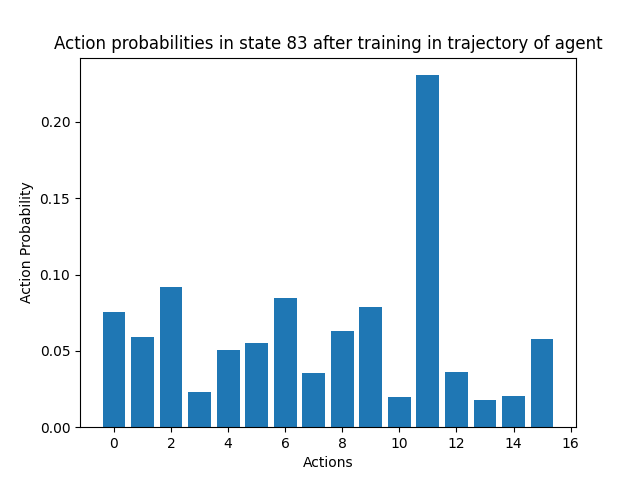 Action probabilities in state 83 after training in trajectory of agent
Action Probability
0.20
0.15
0.10
0.05
0.00
0 2 4 6 8 10 12 14 16
Actions